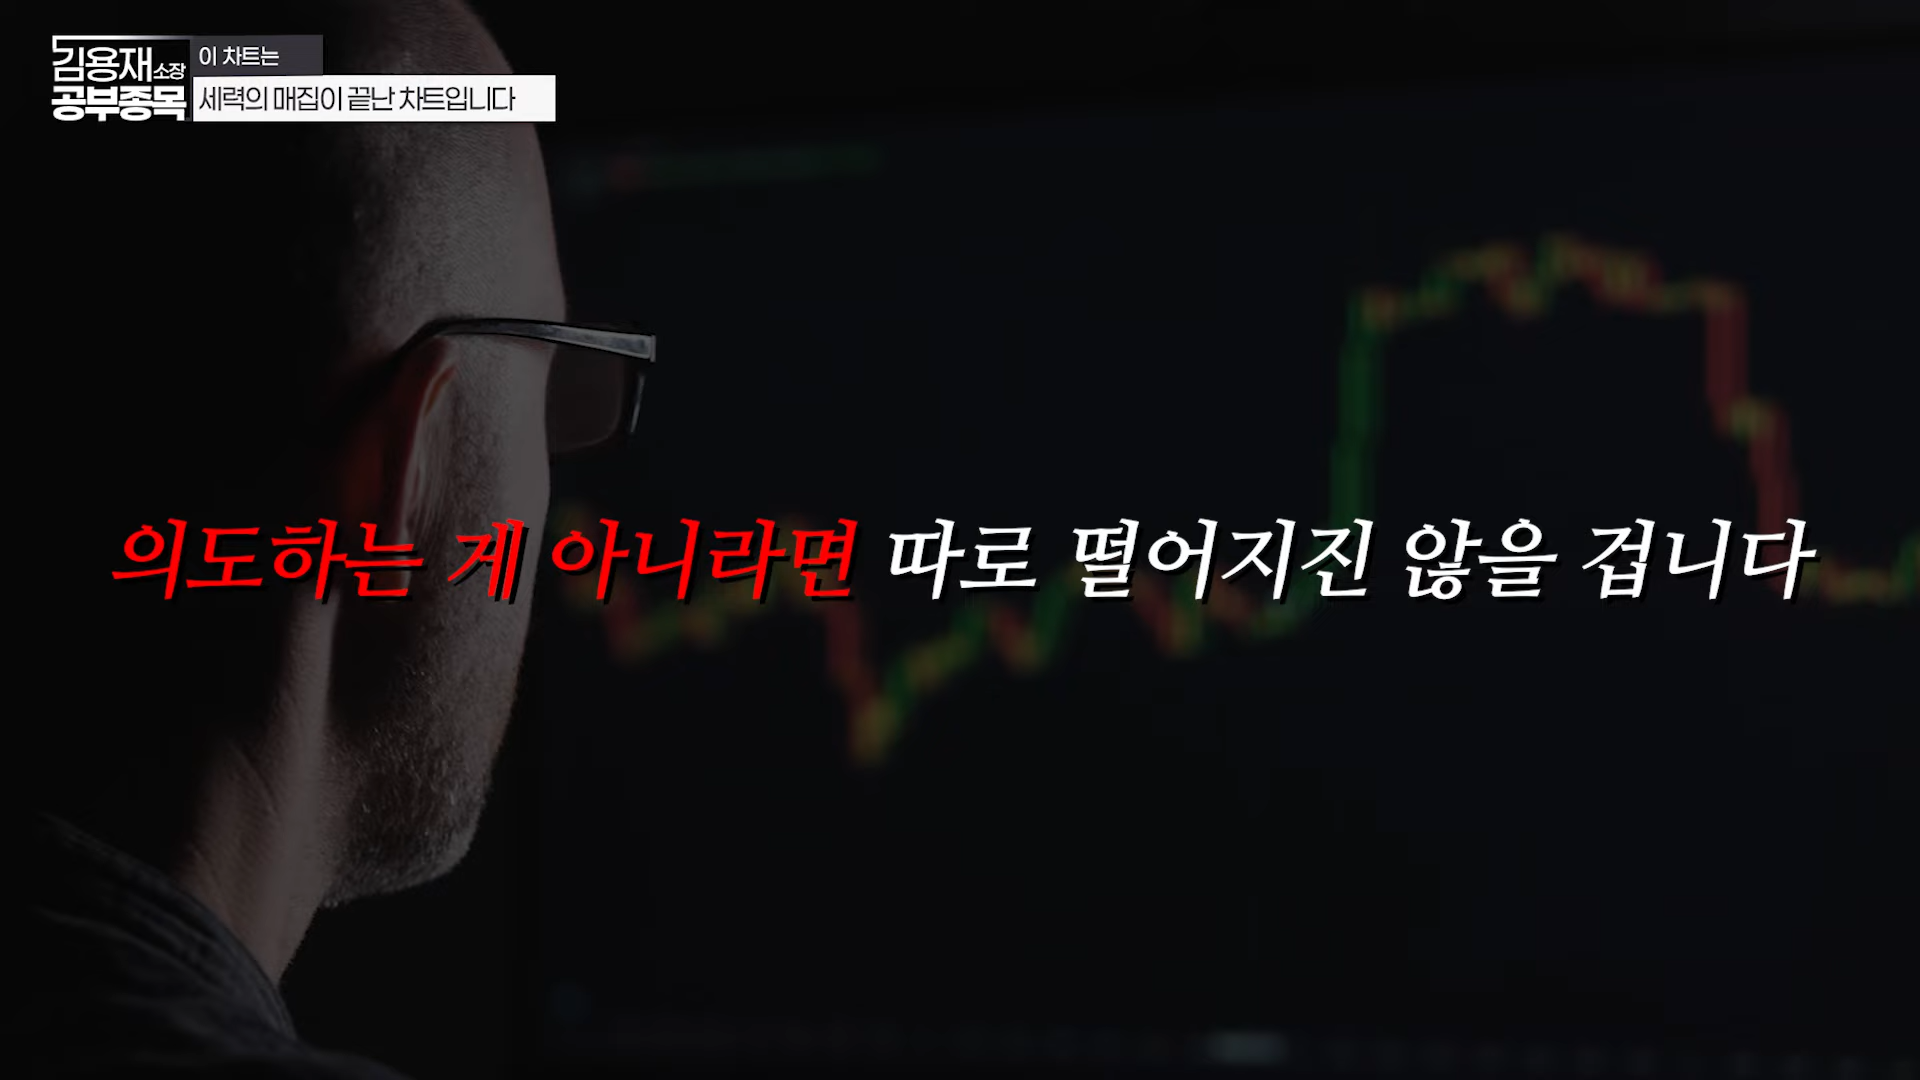 김용재소장
공부종목
이 차트는
세력의 매집이 끝난 차트입니다
의도하는 게 아니라면 따로 떨어지진 않을 겁니다